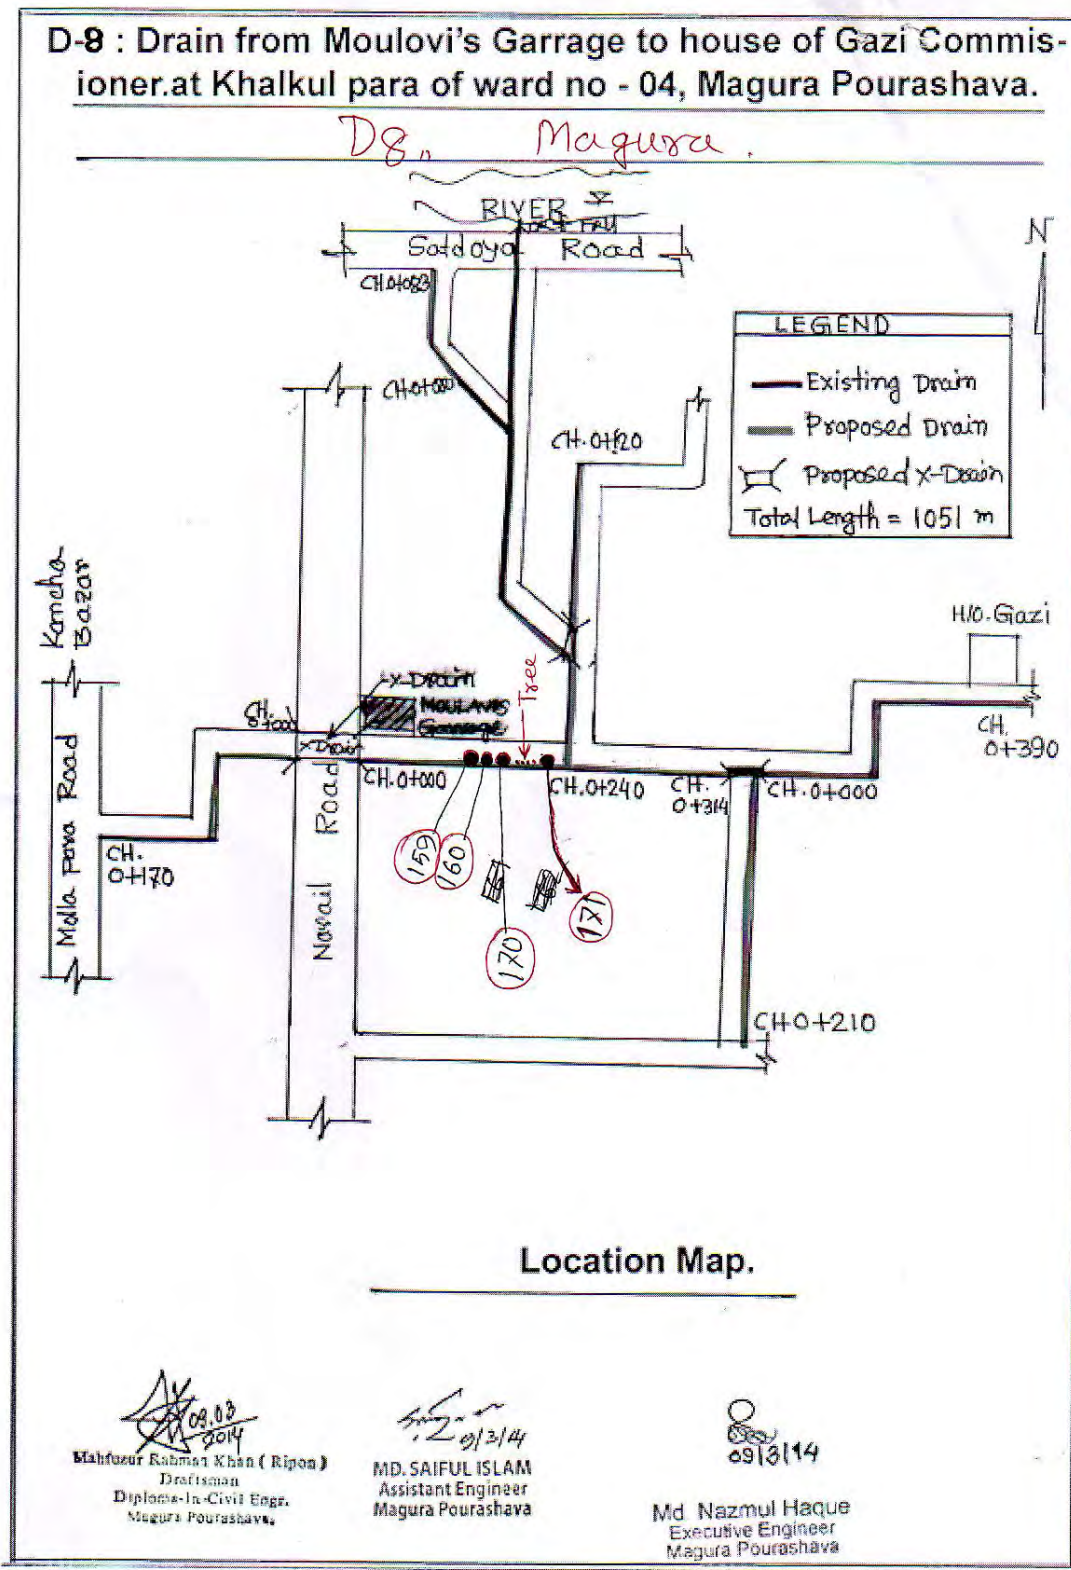 D-8 : Drain from Moulovi's Garrage to house of Gazi Commis-
ioner.at Khalkul para of ward no - 04, Magura Pourashava.
D8,, Magura.
RIVER
Satdoya Road
N
CH.0+083
LEGEND
Existing Drain
Proposed Drain
Proposed X-Drain
Total Length = 1051 m
CH.0+000
CH.0+120
Kancha
Bazar
H/O.Gazi
X-Drain
MOULAVIS
Garrage
Tree
CH.
0+000
X-Drain
CH.
0+390
CH.0+000
CH.0+240
CH.
0+314
CH.0+000
Molla para Road
CH.
0+170
Narail Road
159
160
170
171
CH0+210
Location Map.
09.03
2014
Mahfuzur Rahman Khan ( Ripon )
Draftsman
Diploma-In-Civil Engr.
Magura Pourashava.
9/3/14
MD. SAIFUL ISLAM
Assistant Engineer
Magura Pourashava
09/3/14
Md. Nazmul Haque
Executive Engineer
Magura Pourashava